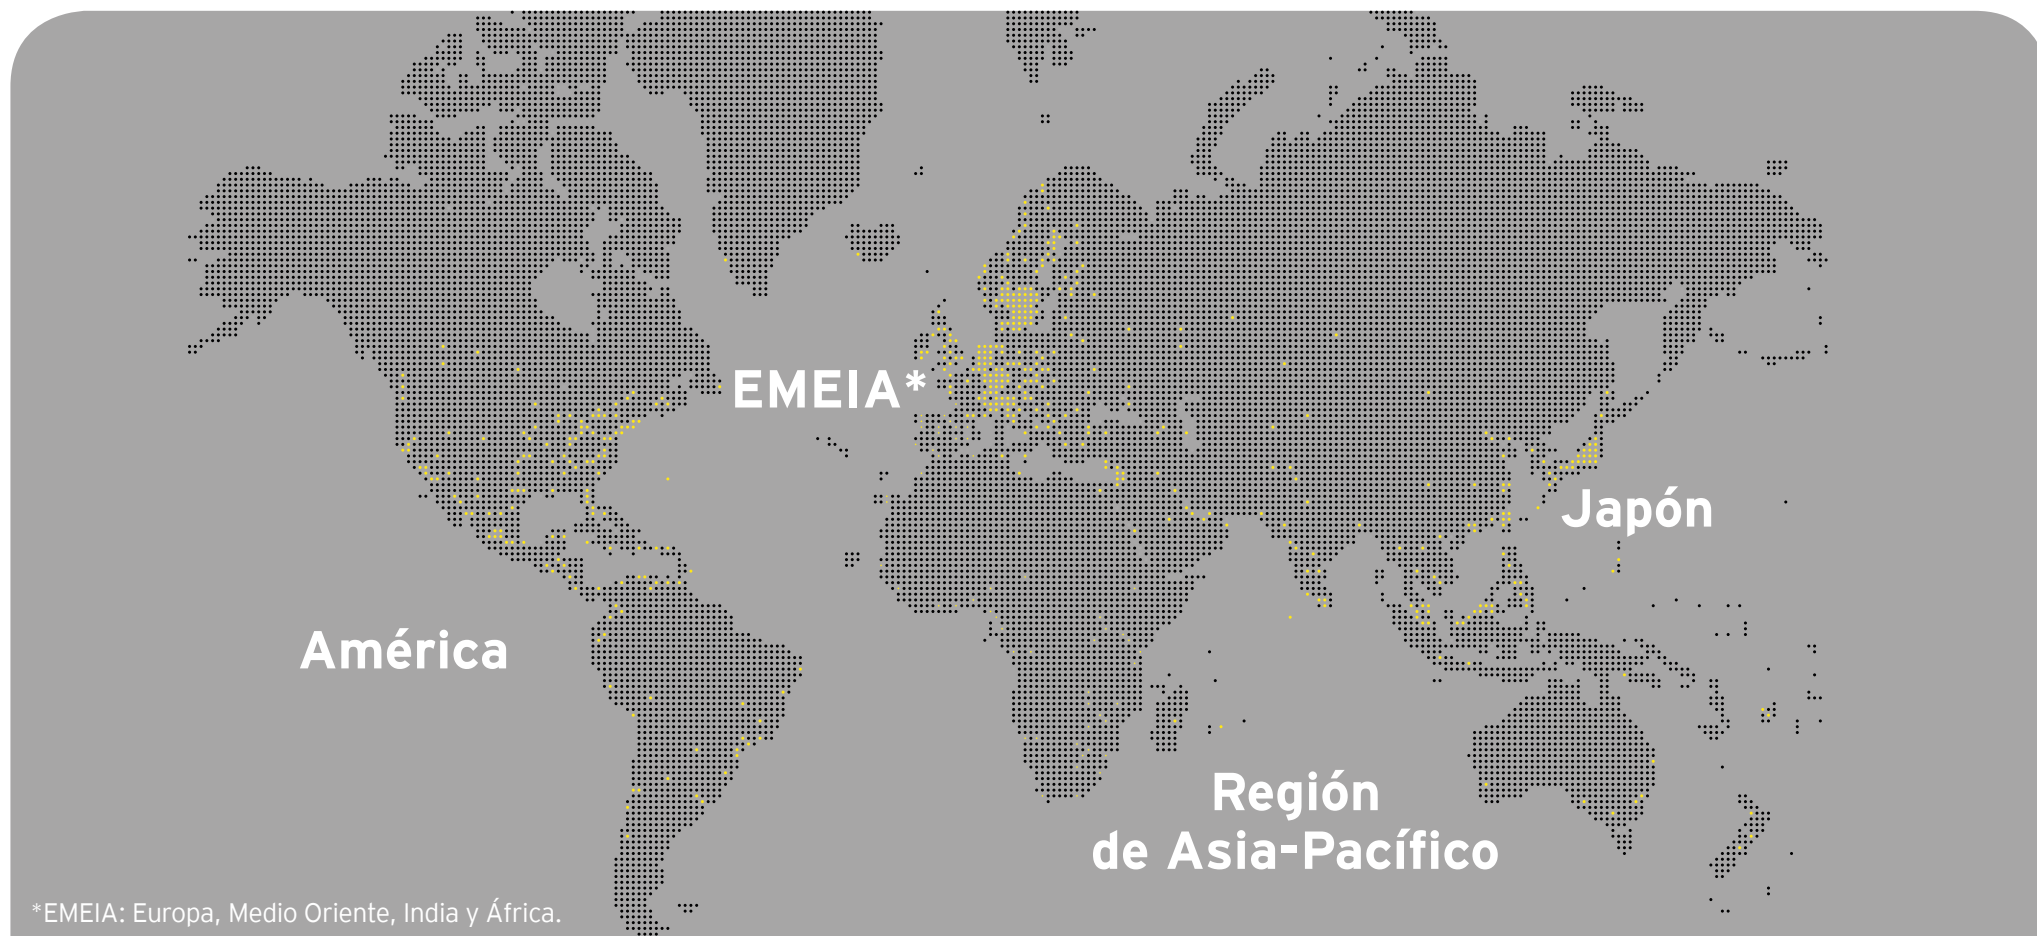 EMEIA*
Japón
América
Región
de Asia-Pacífico
*EMEIA: Europa, Medio Oriente, India y África.